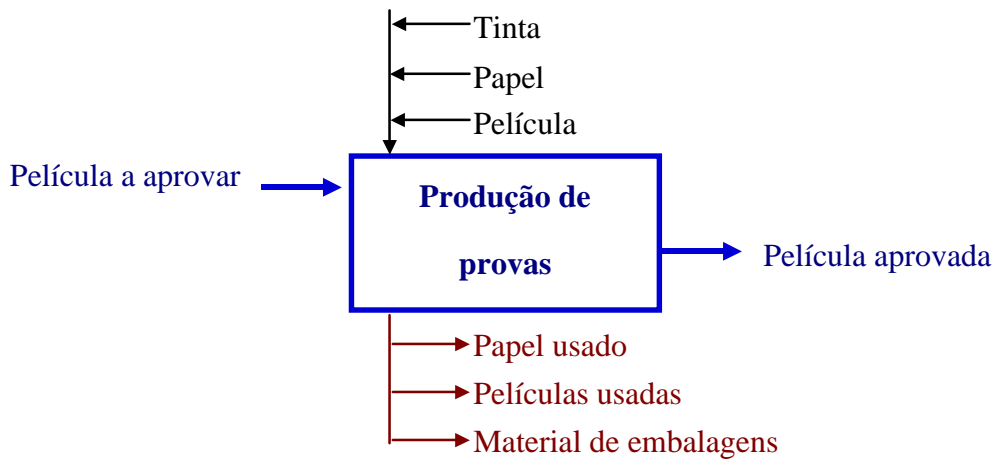 Tinta
Papel
Película
Película a aprovar
Produção de
provas
Película aprovada
Papel usado
Películas usadas
Material de embalagens